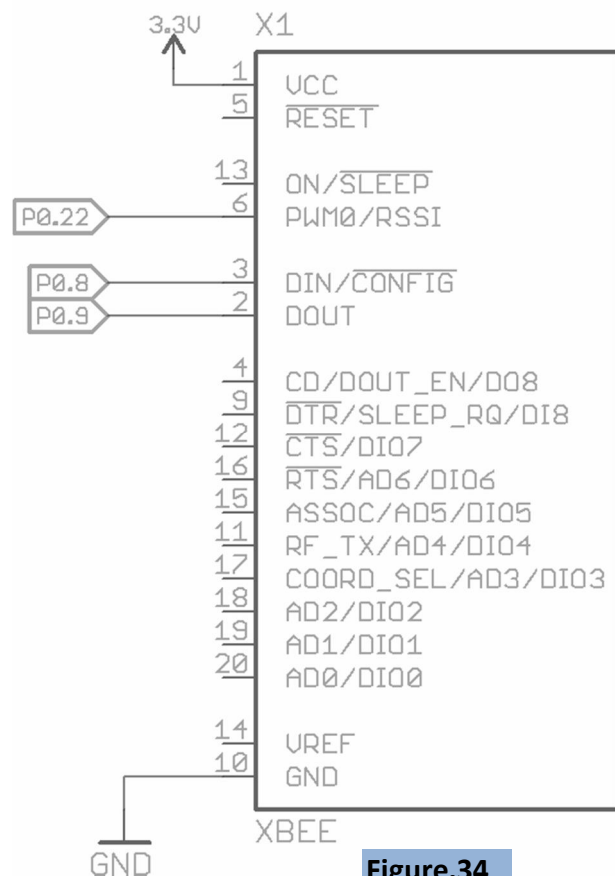 3.3V X1
1 VCC
5 RESET
13 ON/SLEEP
P0.22 6 PWM0/RSSI
P0.8 3 DIN/CONFIG
P0.9 2 DOUT
4 CD/DOUT_EN/DO8
9 DTR/SLEEP_RQ/DI8
12 CTS/DIO7
16 RTS/AD6/DIO6
15 ASSOC/AD5/DIO5
11 RF_TX/AD4/DIO4
17 COORD_SEL/AD3/DIO3
18 AD2/DIO2
19 AD1/DIO1
20 AD0/DIO0
14 VREF
10 GND
XBEE
GND
Figure.34